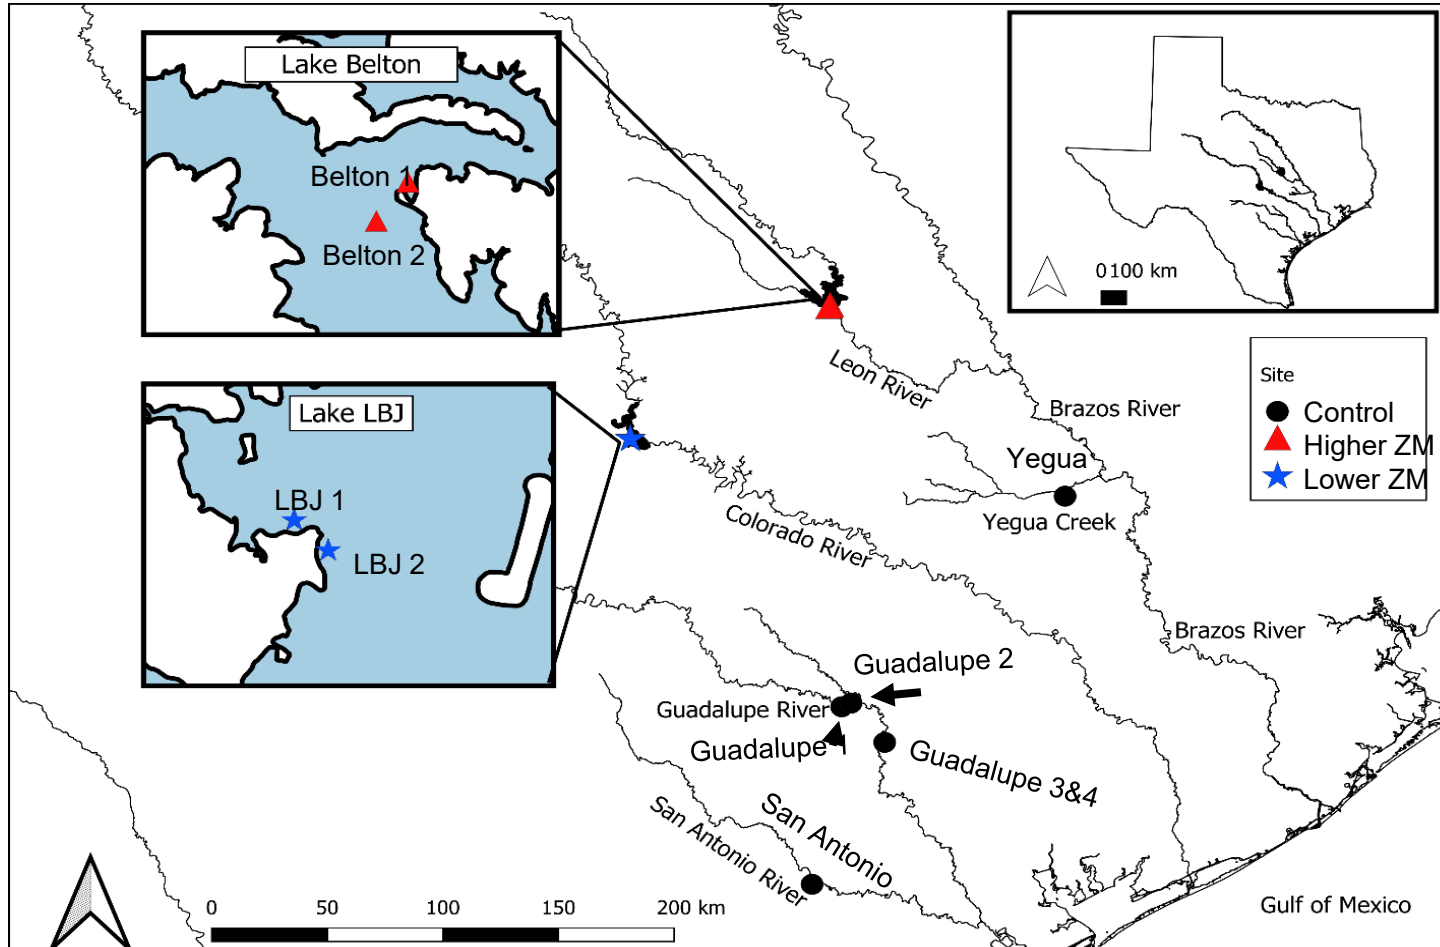 Lake Belton
Belton 1
Belton 2
0 100 km
Leon River
Site
Control
Higher ZM
Lower ZM
Lake LBJ
LBJ 1
LBJ 2
Brazos River
Yegua
Yegua Creek
Colorado River
Brazos River
Guadalupe 2
Guadalupe River
Guadalupe 1
Guadalupe 3&4
San Antonio
San Antonio River
0 50 100 150 200 km
Gulf of Mexico